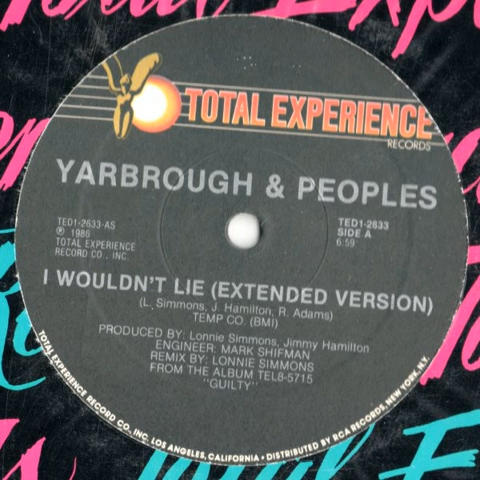 TOTAL EXPERIENCE
RECORDS
YARBROUGH & PEOPLES
TED1-2633-AS
℗ 1986
TOTAL EXPERIENCE
RECORD CO., INC.
TED1-2633
SIDE A
6:59
I WOULDN'T LIE (EXTENDED VERSION)
(L. Simmons, J. Hamilton, R. Adams)
TEMP CO. (BMI)
PRODUCED BY: Lonnie Simmons, Jimmy Hamilton
ENGINEER: MARK SHIFMAN
REMIX BY: LONNIE SIMMONS
FROM THE ALBUM TEL8-5715
"GUILTY"
TOTAL EXPERIENCE RECORD CO., INC. LOS ANGELES, CALIFORNIA • DISTRIBUTED BY RCA RECORDS, NEW YORK, N.Y.